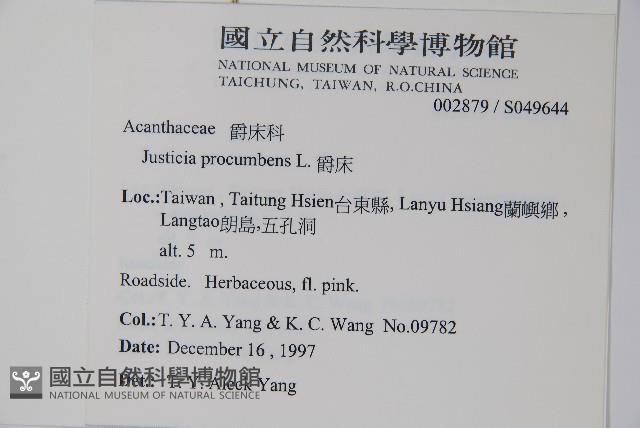 國立自然科學博物館
NATIONAL MUSEUM OF NATURAL SCIENCE
TAICHUNG, TAIWAN, R.O.CHINA
002879 / S049644
Acanthaceae 爵床科
Justicia procumbens L. 爵床
Loc.:Taiwan , Taitung Hsien台東縣, Lanyu Hsiang蘭嶼鄉 ,
Langtao朗島,五孔洞
alt. 5 m.
Roadside. Herbaceous, fl. pink.
Col.:T. Y. A. Yang & K. C. Wang No.09782
Date: December 16 , 1997
Det.: T. Y. Aleck Yang
國立自然科學博物館
NATIONAL MUSEUM OF NATURAL SCIENCE